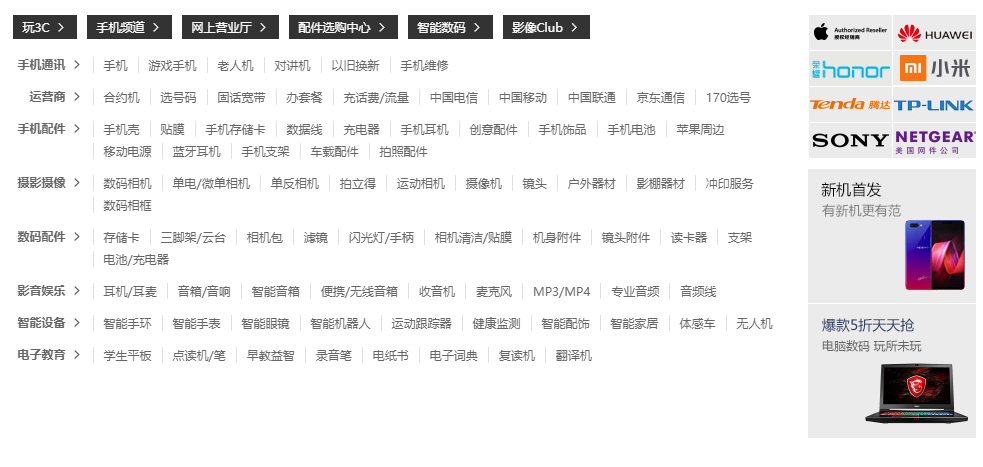 玩3C > 手机频道 > 网上营业厅 > 配件选购中心 > 智能数码 > 影像Club >
手机通讯 > 手机 游戏手机 老人机 对讲机 以旧换新 手机维修
运营商 > 合约机 选号码 固话宽带 办套餐 充话费/流量 中国电信 中国移动 中国联通 京东通信 170选号
手机配件 > 手机壳 贴膜 手机存储卡 数据线 充电器 手机耳机 创意配件 手机饰品 手机电池 苹果周边
移动电源 蓝牙耳机 手机支架 车载配件 拍照配件
摄影摄像 > 数码相机 单电/微单相机 单反相机 拍立得 运动相机 摄像机 镜头 户外器材 影棚器材 冲印服务
数码相框
数码配件 > 存储卡 三脚架/云台 相机包 滤镜 闪光灯/手柄 相机清洁/贴膜 机身附件 镜头附件 读卡器 支架
电池/充电器
影音娱乐 > 耳机/耳麦 音箱/音响 智能音箱 便携/无线音箱 收音机 麦克风 MP3/MP4 专业音频 音频线
智能设备 > 智能手环 智能手表 智能眼镜 智能机器人 运动跟踪器 健康监测 智能配饰 智能家居 体感车 无人机
电子教育 > 学生平板 点读机/笔 早教益智 录音笔 电纸书 电子词典 复读机 翻译机
Authorized Reseller
授权经销商
HUAWEI
荣耀 honor
mi 小米
Tenda 腾达
TP-LINK
SONY
NETGEAR
美国网件公司
新机首发
有新机更有范
爆款5折天天抢
电脑数码 玩所未玩